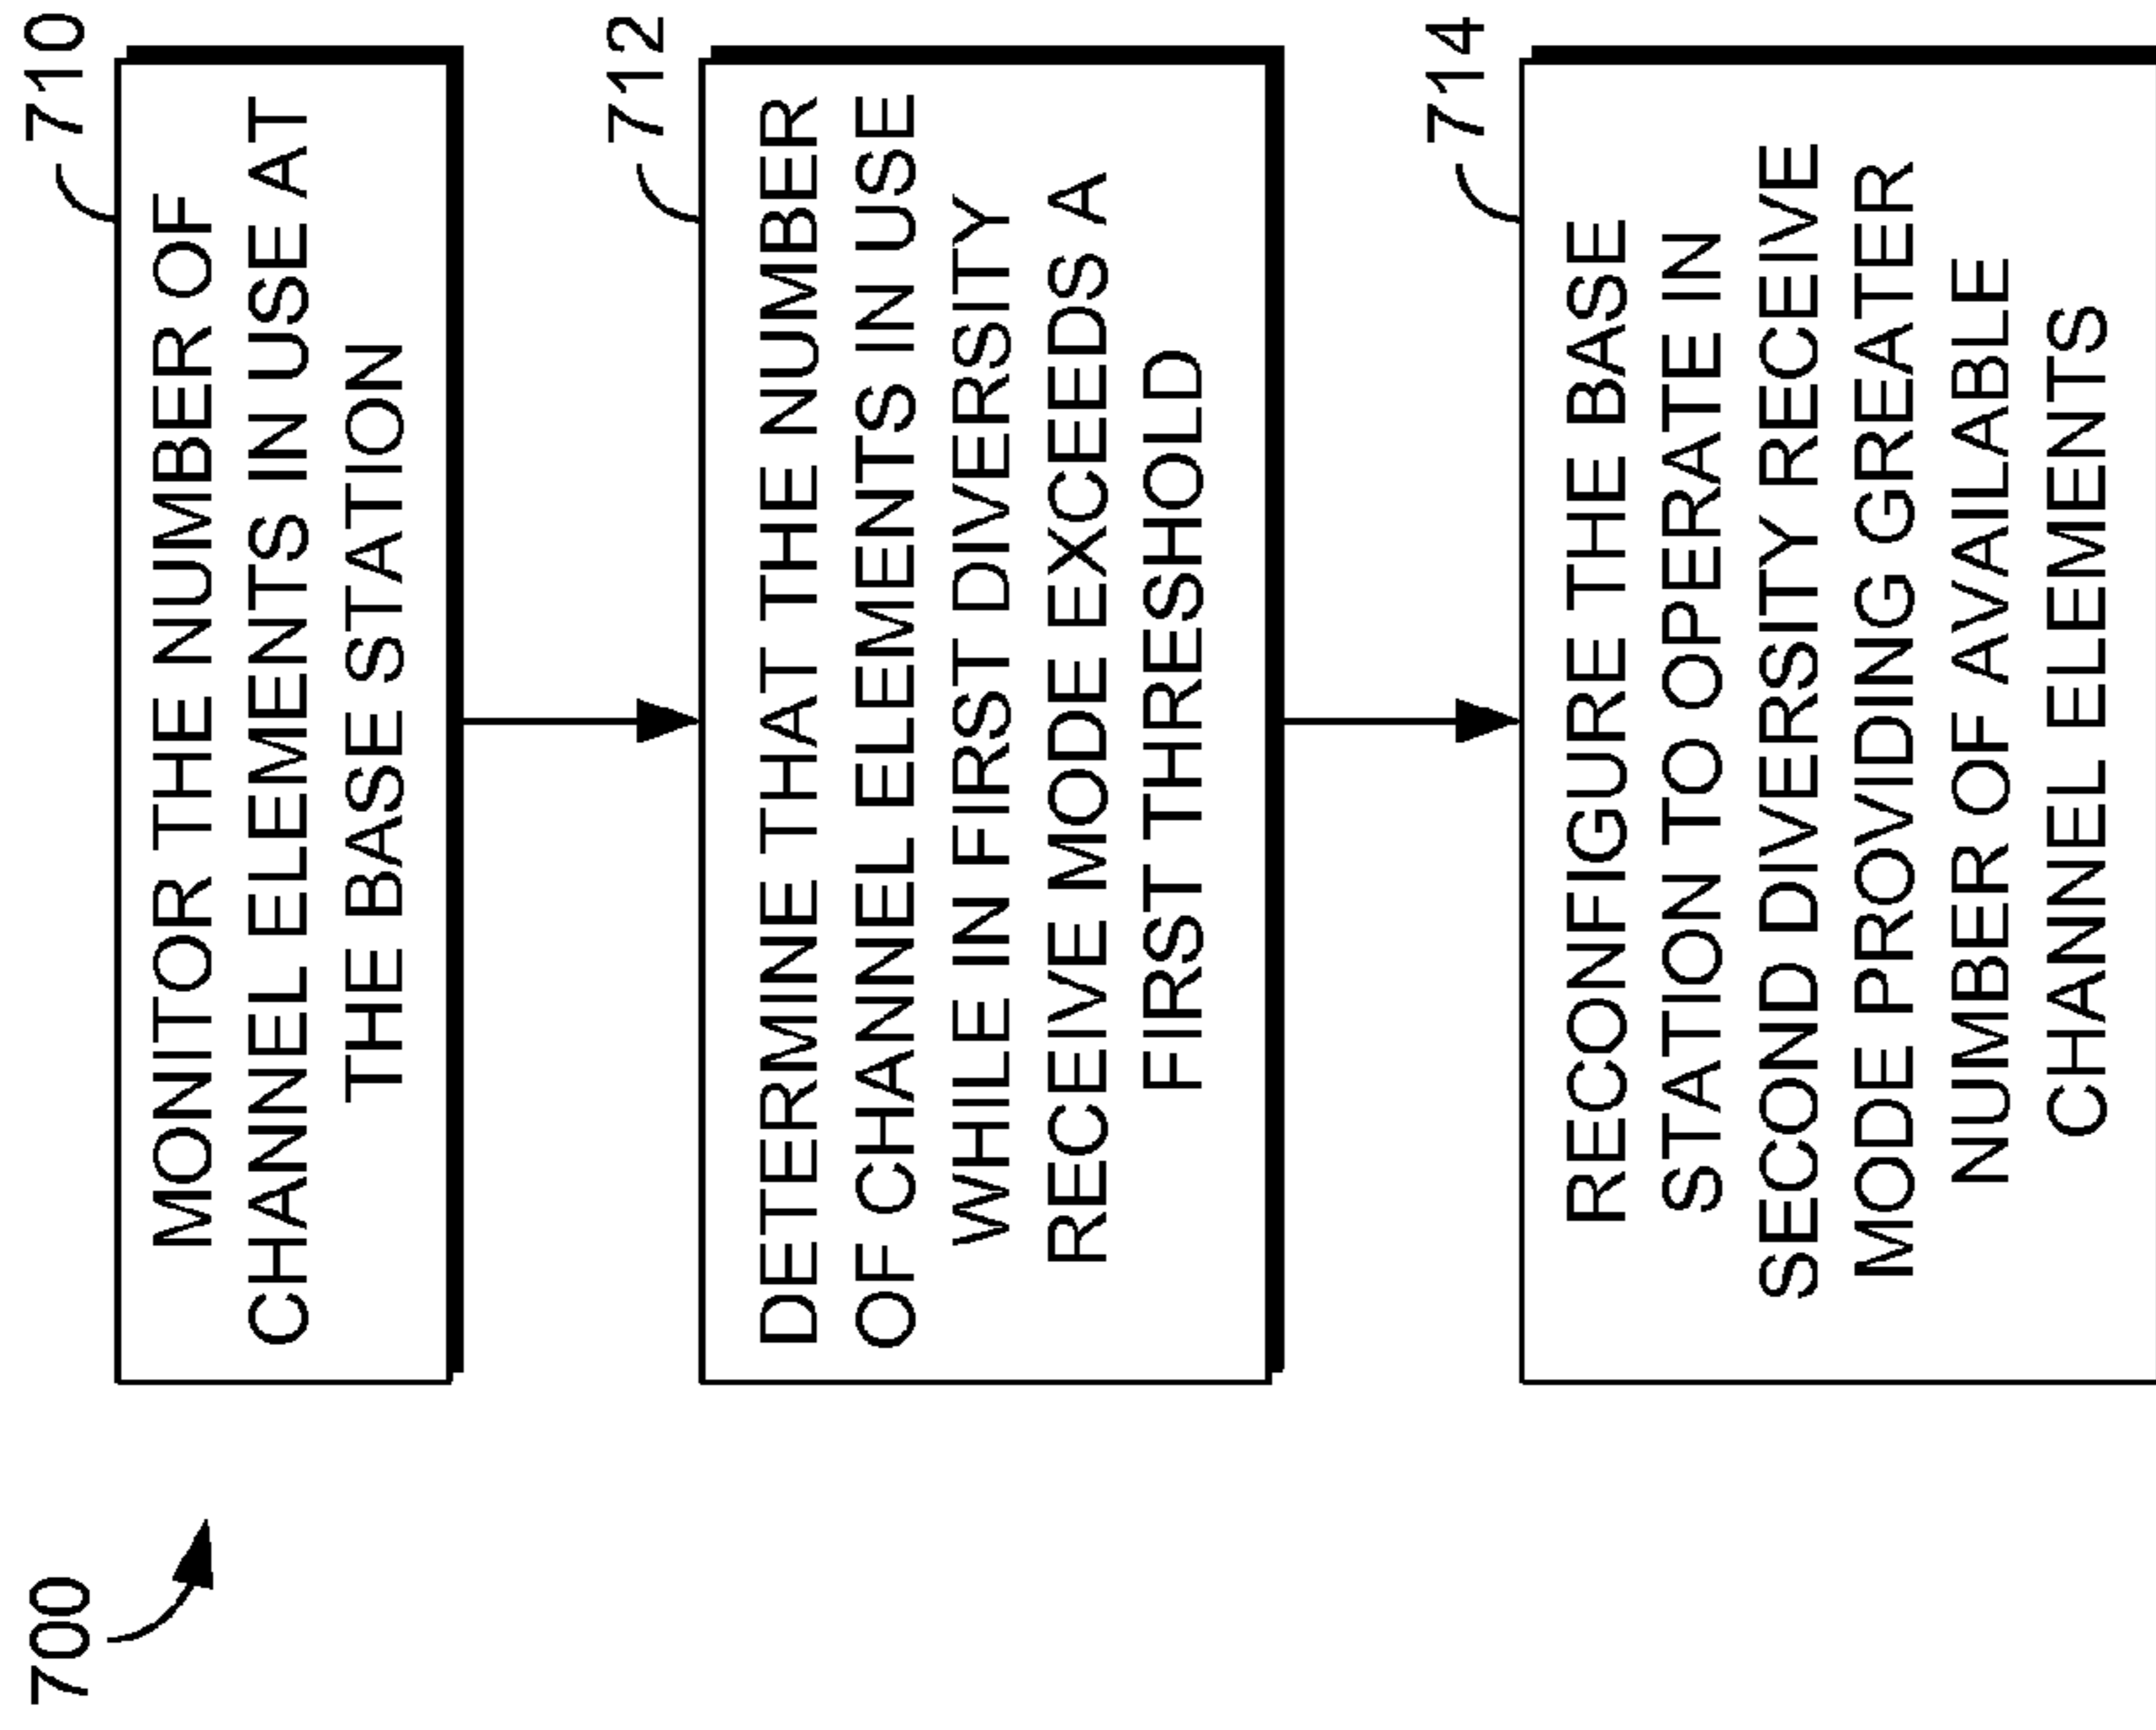 700
710
MONITOR THE NUMBER OF
CHANNEL ELEMENTS IN USE AT
THE BASE STATION
712
DETERMINE THAT THE NUMBER
OF CHANNEL ELEMENTS IN USE
WHILE IN FIRST DIVERSITY
RECEIVE MODE EXCEEDS A
FIRST THRESHOLD
714
RECONFIGURE THE BASE
STATION TO OPERATE IN
SECOND DIVERSITY RECEIVE
MODE PROVIDING GREATER
NUMBER OF AVAILABLE
CHANNEL ELEMENTS